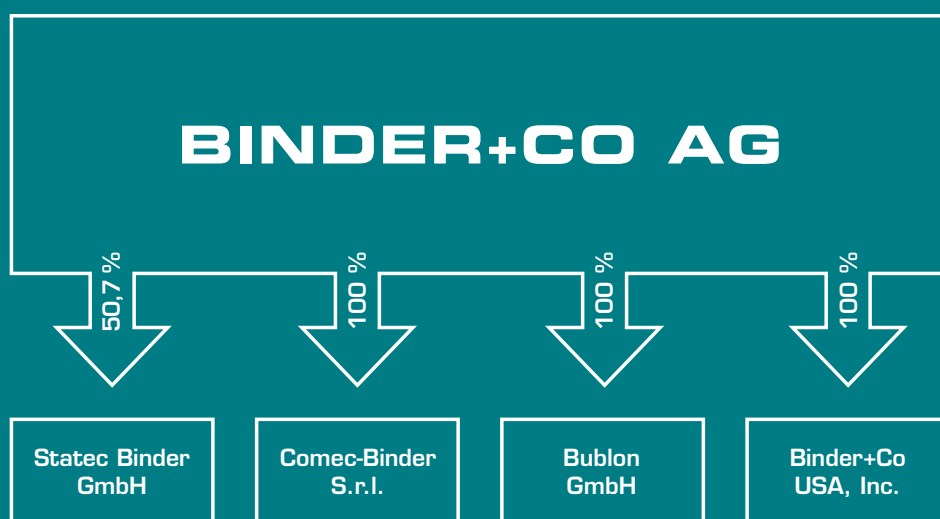 BINDER+CO AG
50,7 %
100 %
100 %
100 %
Statec Binder
GmbH
Comec-Binder
S.r.l.
Bublon
GmbH
Binder+Co
USA, Inc.